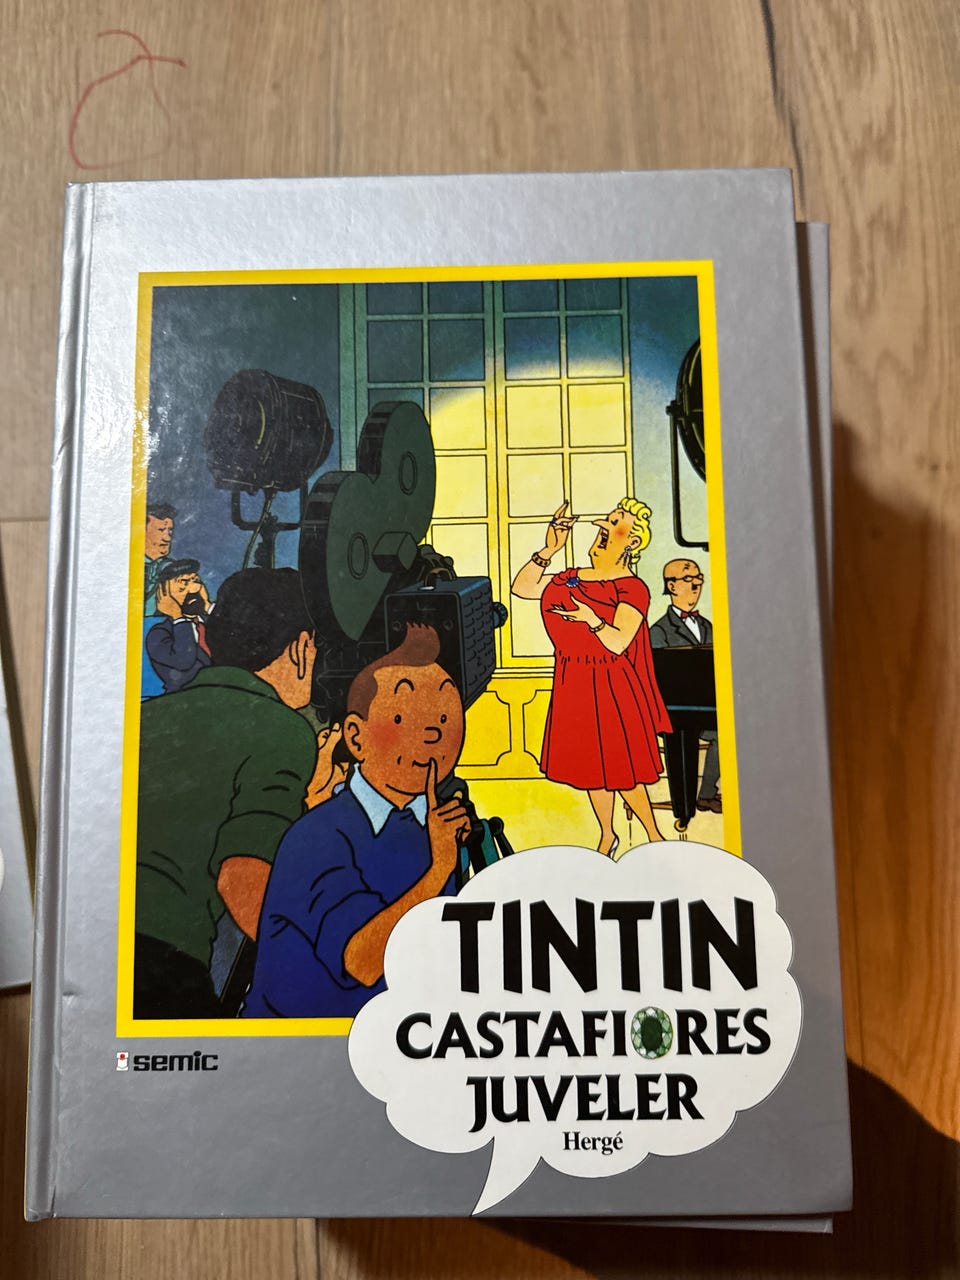 TINTIN
CASTAFIORES
JUVELER
Hergé
semic